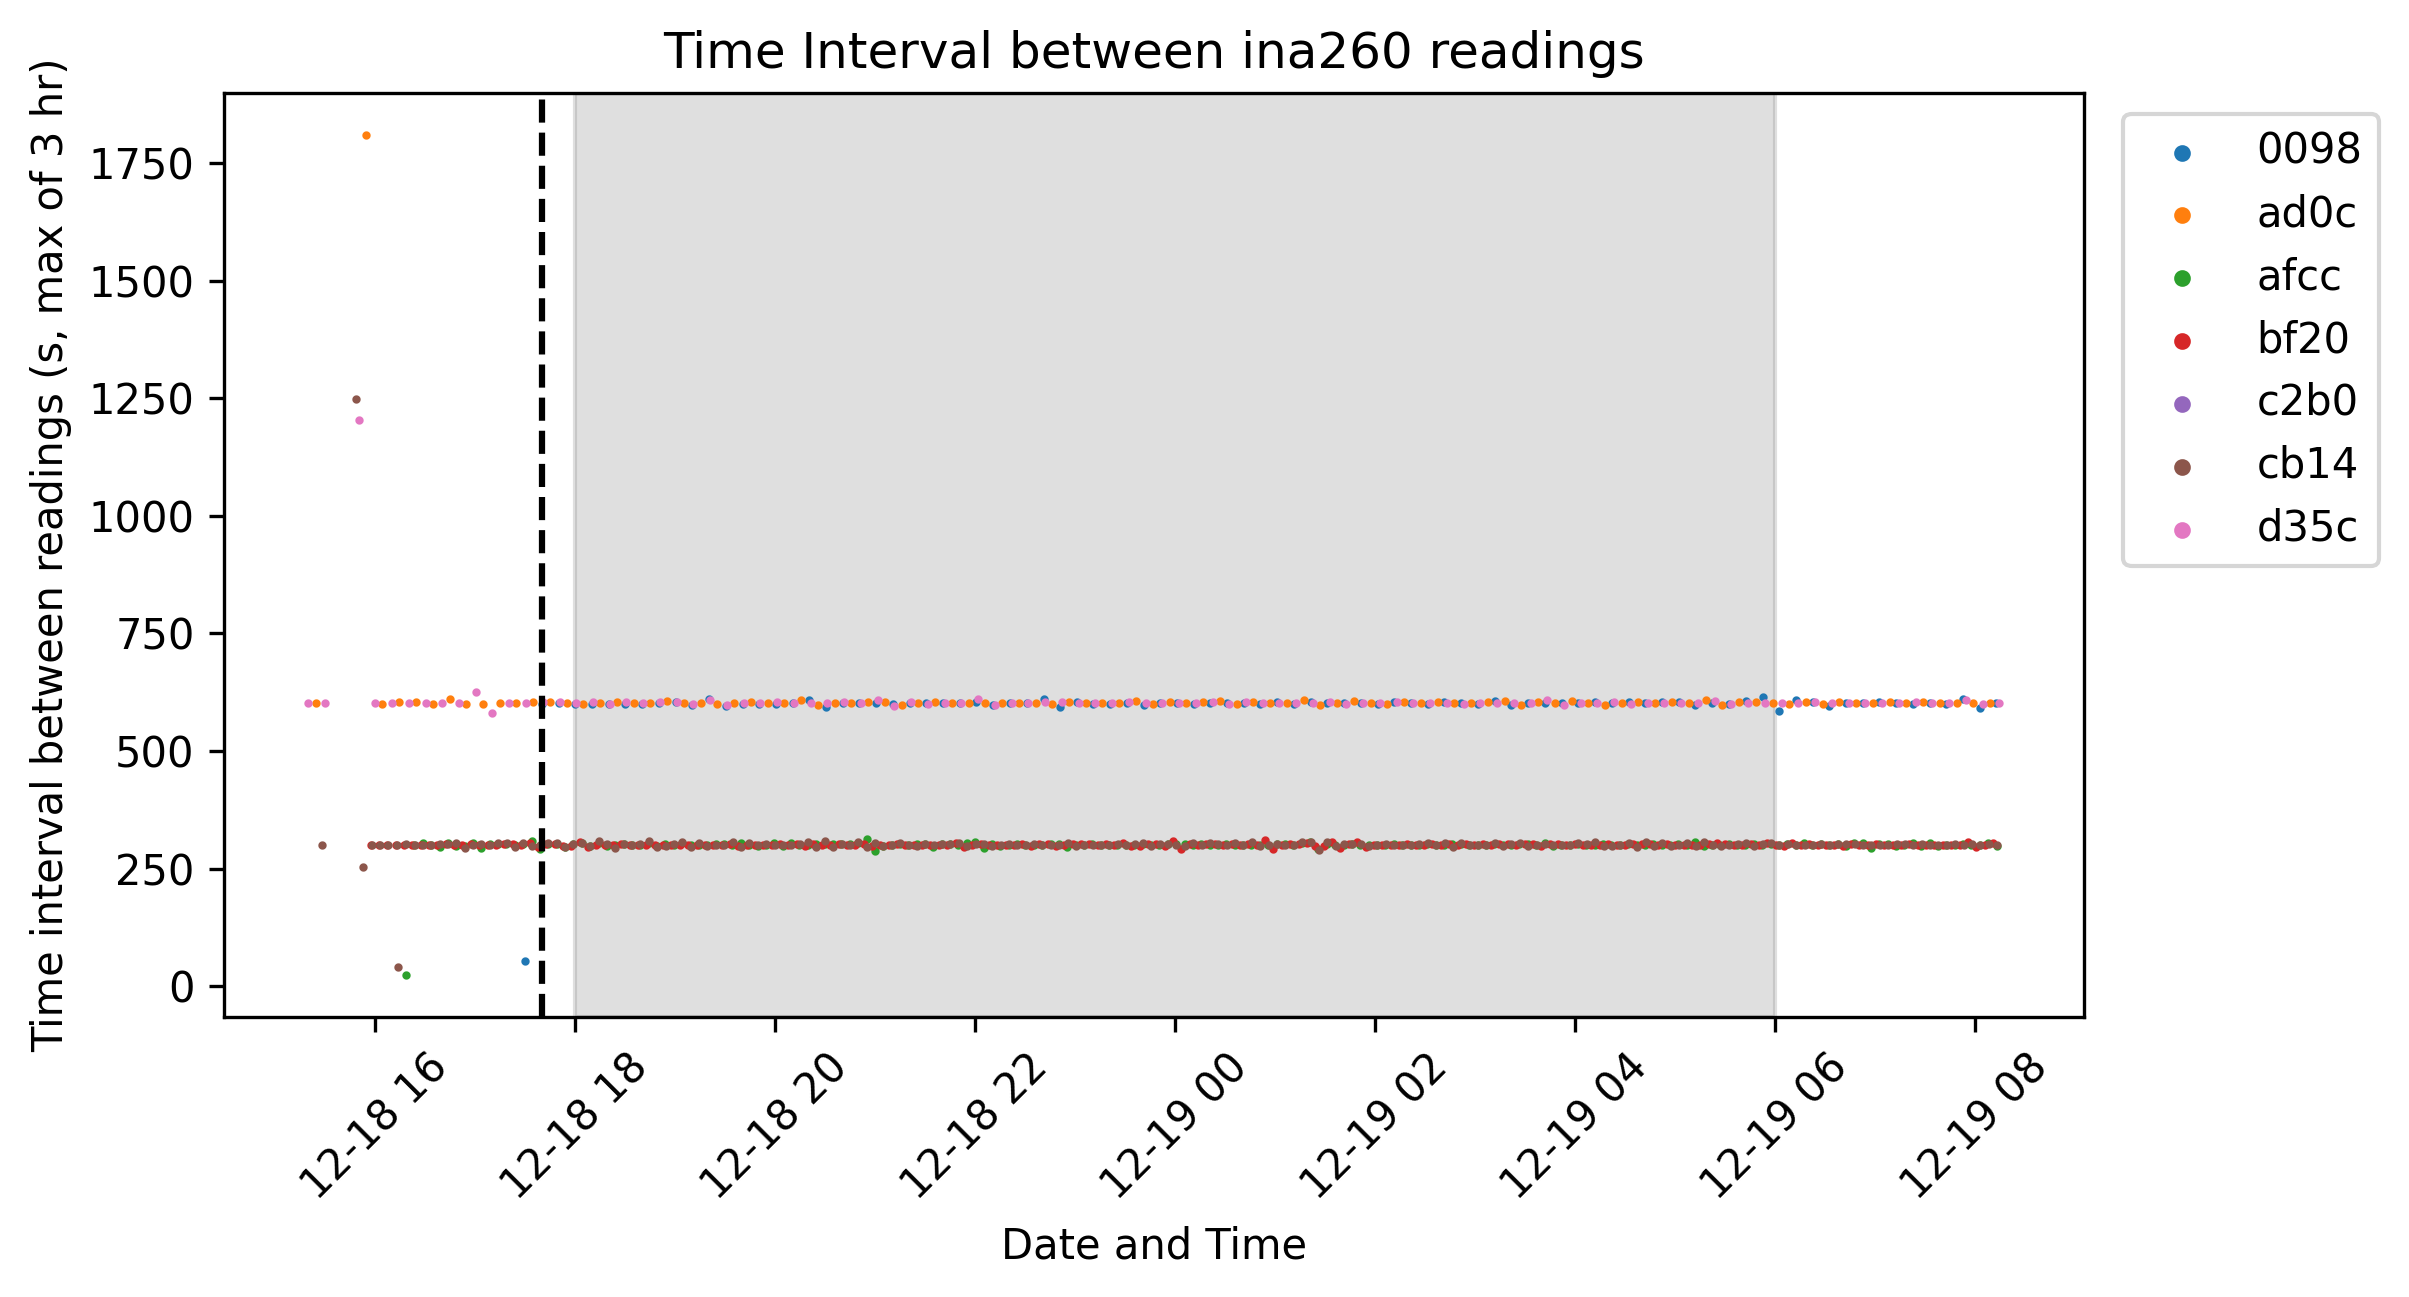 Time Interval between ina260 readings
Time interval between readings (s, max of 3 hr)
1750
1500
1250
1000
750
500
250
0
12-18 16
12-18 18
12-18 20
12-18 22
12-19 00
12-19 02
12-19 04
12-19 06
12-19 08
Date and Time
0098
ad0c
afcc
bf20
c2b0
cb14
d35c